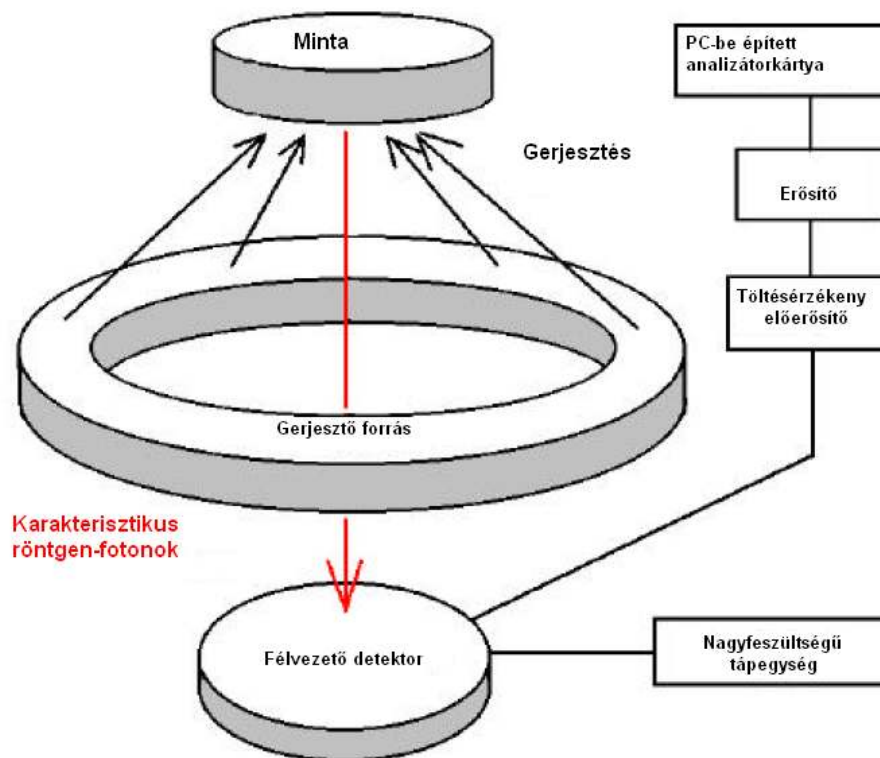 Minta
PC-be épített
analizátorkártya
Gerjesztés
Erősítő
Töltésérzékeny
előerősítő
Gerjesztő forrás
Karakterisztikus
röntgen-fotonok
Félvezető detektor
Nagyfeszültségű
tápegység